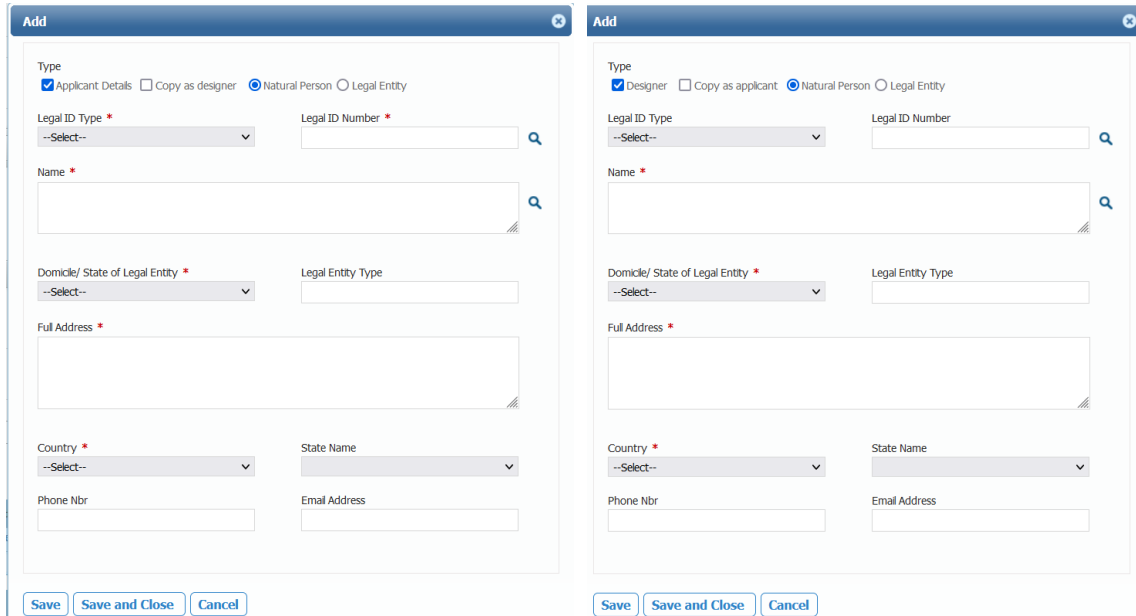 Add
Type
Applicant Details Copy as designer Natural Person Legal Entity
Legal ID Type * Legal ID Number *
--Select--
Name *
Domicile/ State of Legal Entity * Legal Entity Type
--Select--
Full Address *
Country * State Name
--Select--
Phone Nbr Email Address
Save Save and Close Cancel
Add
Type
Designer Copy as applicant Natural Person Legal Entity
Legal ID Type Legal ID Number
--Select--
Name *
Domicile/ State of Legal Entity * Legal Entity Type
--Select--
Full Address *
Country * State Name
--Select--
Phone Nbr Email Address
Save Save and Close Cancel